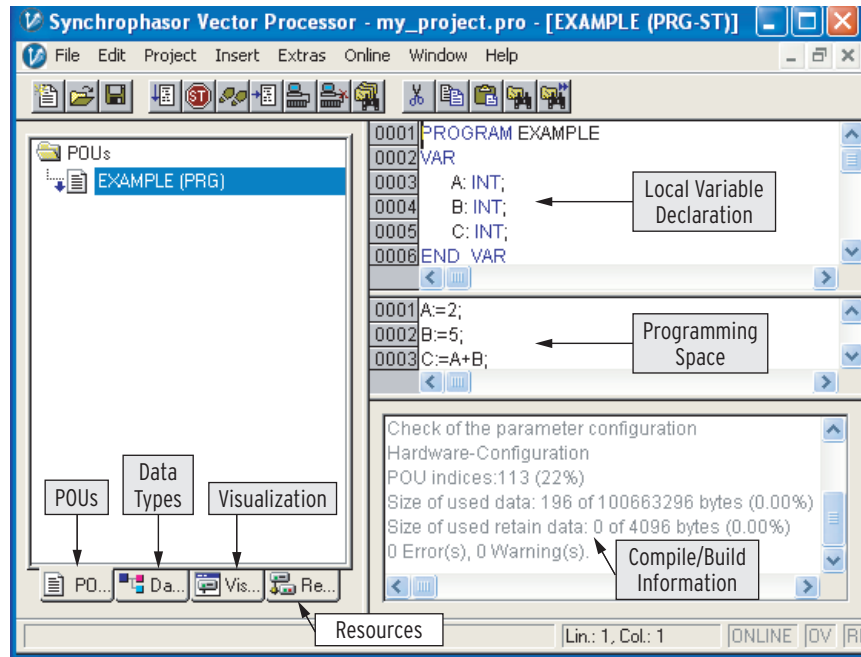 Synchrophasor Vector Processor - my_project.pro - [EXAMPLE (PRG-ST)]
File Edit Project Insert Extras Online Window Help
POUs
EXAMPLE (PRG)
0001 PROGRAM EXAMPLE
0002 VAR
0003 A: INT;
0004 B: INT;
0005 C: INT;
0006 END_VAR
Local Variable
Declaration
0001 A:=2;
0002 B:=5;
0003 C:=A+B;
Programming
Space
Check of the parameter configuration
Hardware-Configuration
POU indices:113 (22%)
Size of used data: 196 of 100663296 bytes (0.00%)
Size of used retain data: 0 of 4096 bytes (0.00%)
0 Error(s), 0 Warning(s).
Compile/Build
Information
POUs
Data
Types
Visualization
PO... Da... Vis... Re...
Resources
Lin.: 1, Col.: 1 ONLINE OV